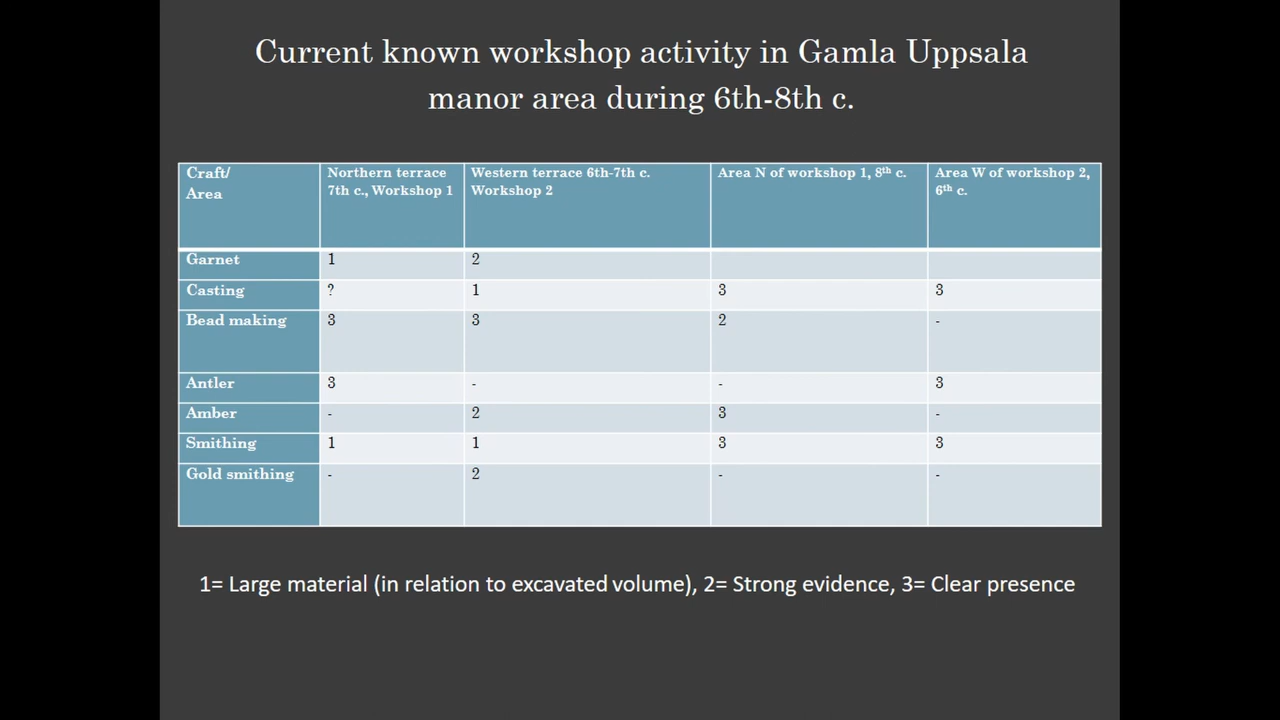 Current known workshop activity in Gamla Uppsala
manor area during 6th-8th c.
Craft/ Area | Northern terrace 7th c., Workshop 1 | Western terrace 6th-7th c. Workshop 2 | Area N of workshop 1, 8th c. | Area W of workshop 2, 6th c.
Garnet | 1 | 2 | |
Casting | ? | 1 | 3 | 3
Bead making | 3 | 3 | 2 | -
Antler | 3 | - | - | 3
Amber | - | 2 | 3 | -
Smithing | 1 | 1 | 3 | 3
Gold smithing | - | 2 | - | -
1= Large material (in relation to excavated volume), 2= Strong evidence, 3= Clear presence